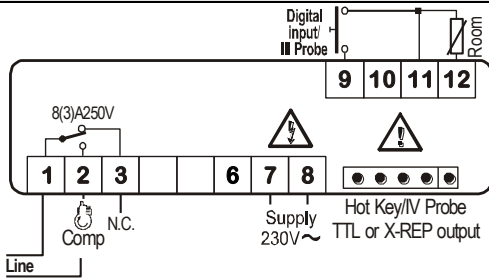 Digital
input/
III Probe
Room
9 10 11 12
8(3)A250V
1 2 3 6 7 8
Comp
N.C.
Supply
230V~
Hot Key/IV Probe
TTL or X-REP output
Line